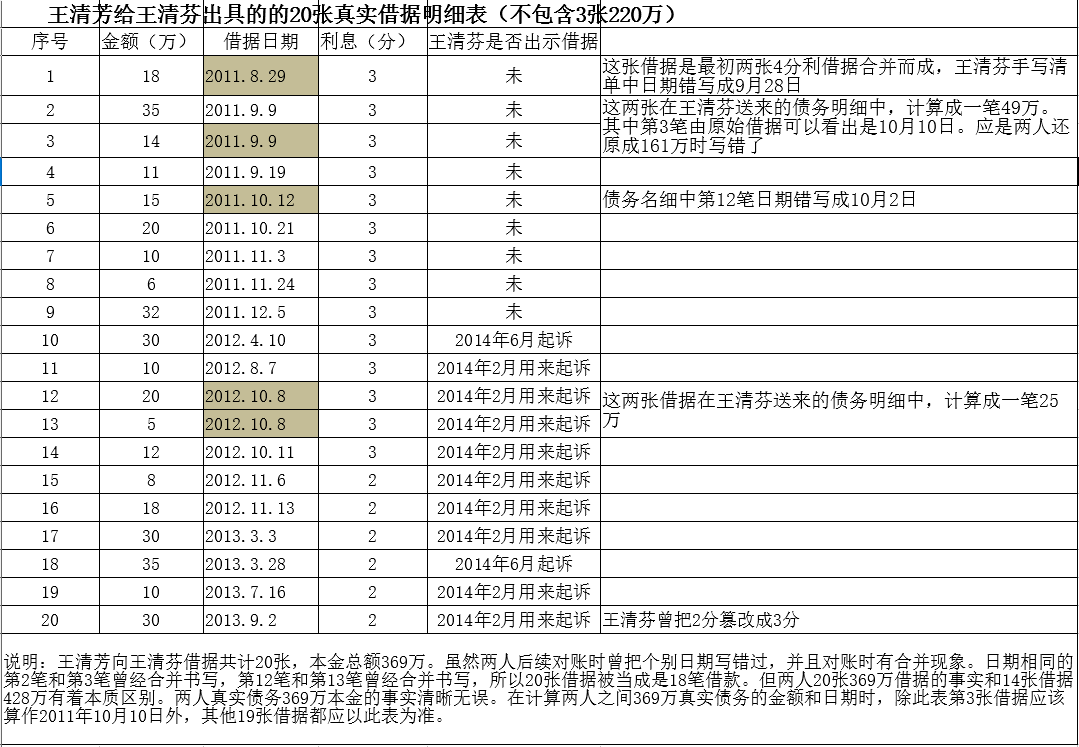 王清芳给王清芬出具的的20张真实借据明细表（不包含3张220万）
序号 金额（万） 借据日期 利息（分） 王清芬是否出示借据
1 18 2011.8.29 3 未 这张借据是最初两张4分利借据合并而成，王清芬手写清
单中日期错写成9月28日
2 35 2011.9.9 3 未 这两张在王清芬送来的债务明细中，计算成一笔49万。
其中第3笔由原始借据可以看出是10月10日。应是两人还
3 14 2011.9.9 3 未 原成161万时写错了
4 11 2011.9.19 3 未
5 15 2011.10.12 3 未 债务名细中第12笔日期错写成10月2日
6 20 2011.10.21 3 未
7 10 2011.11.3 3 未
8 6 2011.11.24 3 未
9 32 2011.12.5 3 未
10 30 2012.4.10 3 2014年6月起诉
11 10 2012.8.7 3 2014年2月用来起诉
12 20 2012.10.8 3 2014年2月用来起诉 这两张借据在王清芬送来的债务明细中，计算成一笔25
13 5 2012.10.8 3 2014年2月用来起诉 万
14 12 2012.10.11 3 2014年2月用来起诉
15 8 2012.11.6 2 2014年2月用来起诉
16 18 2012.11.13 2 2014年2月用来起诉
17 30 2013.3.3 2 2014年2月用来起诉
18 35 2013.3.28 2 2014年6月起诉
19 10 2013.7.16 2 2014年2月用来起诉
20 30 2013.9.2 2 2014年2月用来起诉 王清芬曾把2分篡改成3分
说明：王清芳向王清芬借据共计20张，本金总额369万。虽然两人后续对账时曾把个别日期写错过，并且对账时有合并现象。日期相同的
第2笔和第3笔曾经合并书写，第12笔和第13笔曾经合并书写，所以20张借据被当成是18笔借款。但两人20张369万借据的事实和14张借据
428万有着本质区别。两人真实债务369万本金的事实清晰无误。在计算两人之间369万真实债务的金额和日期时，除此表第3张借据应该
算作2011年10月10日外，其他19张借据都应以此表为准。